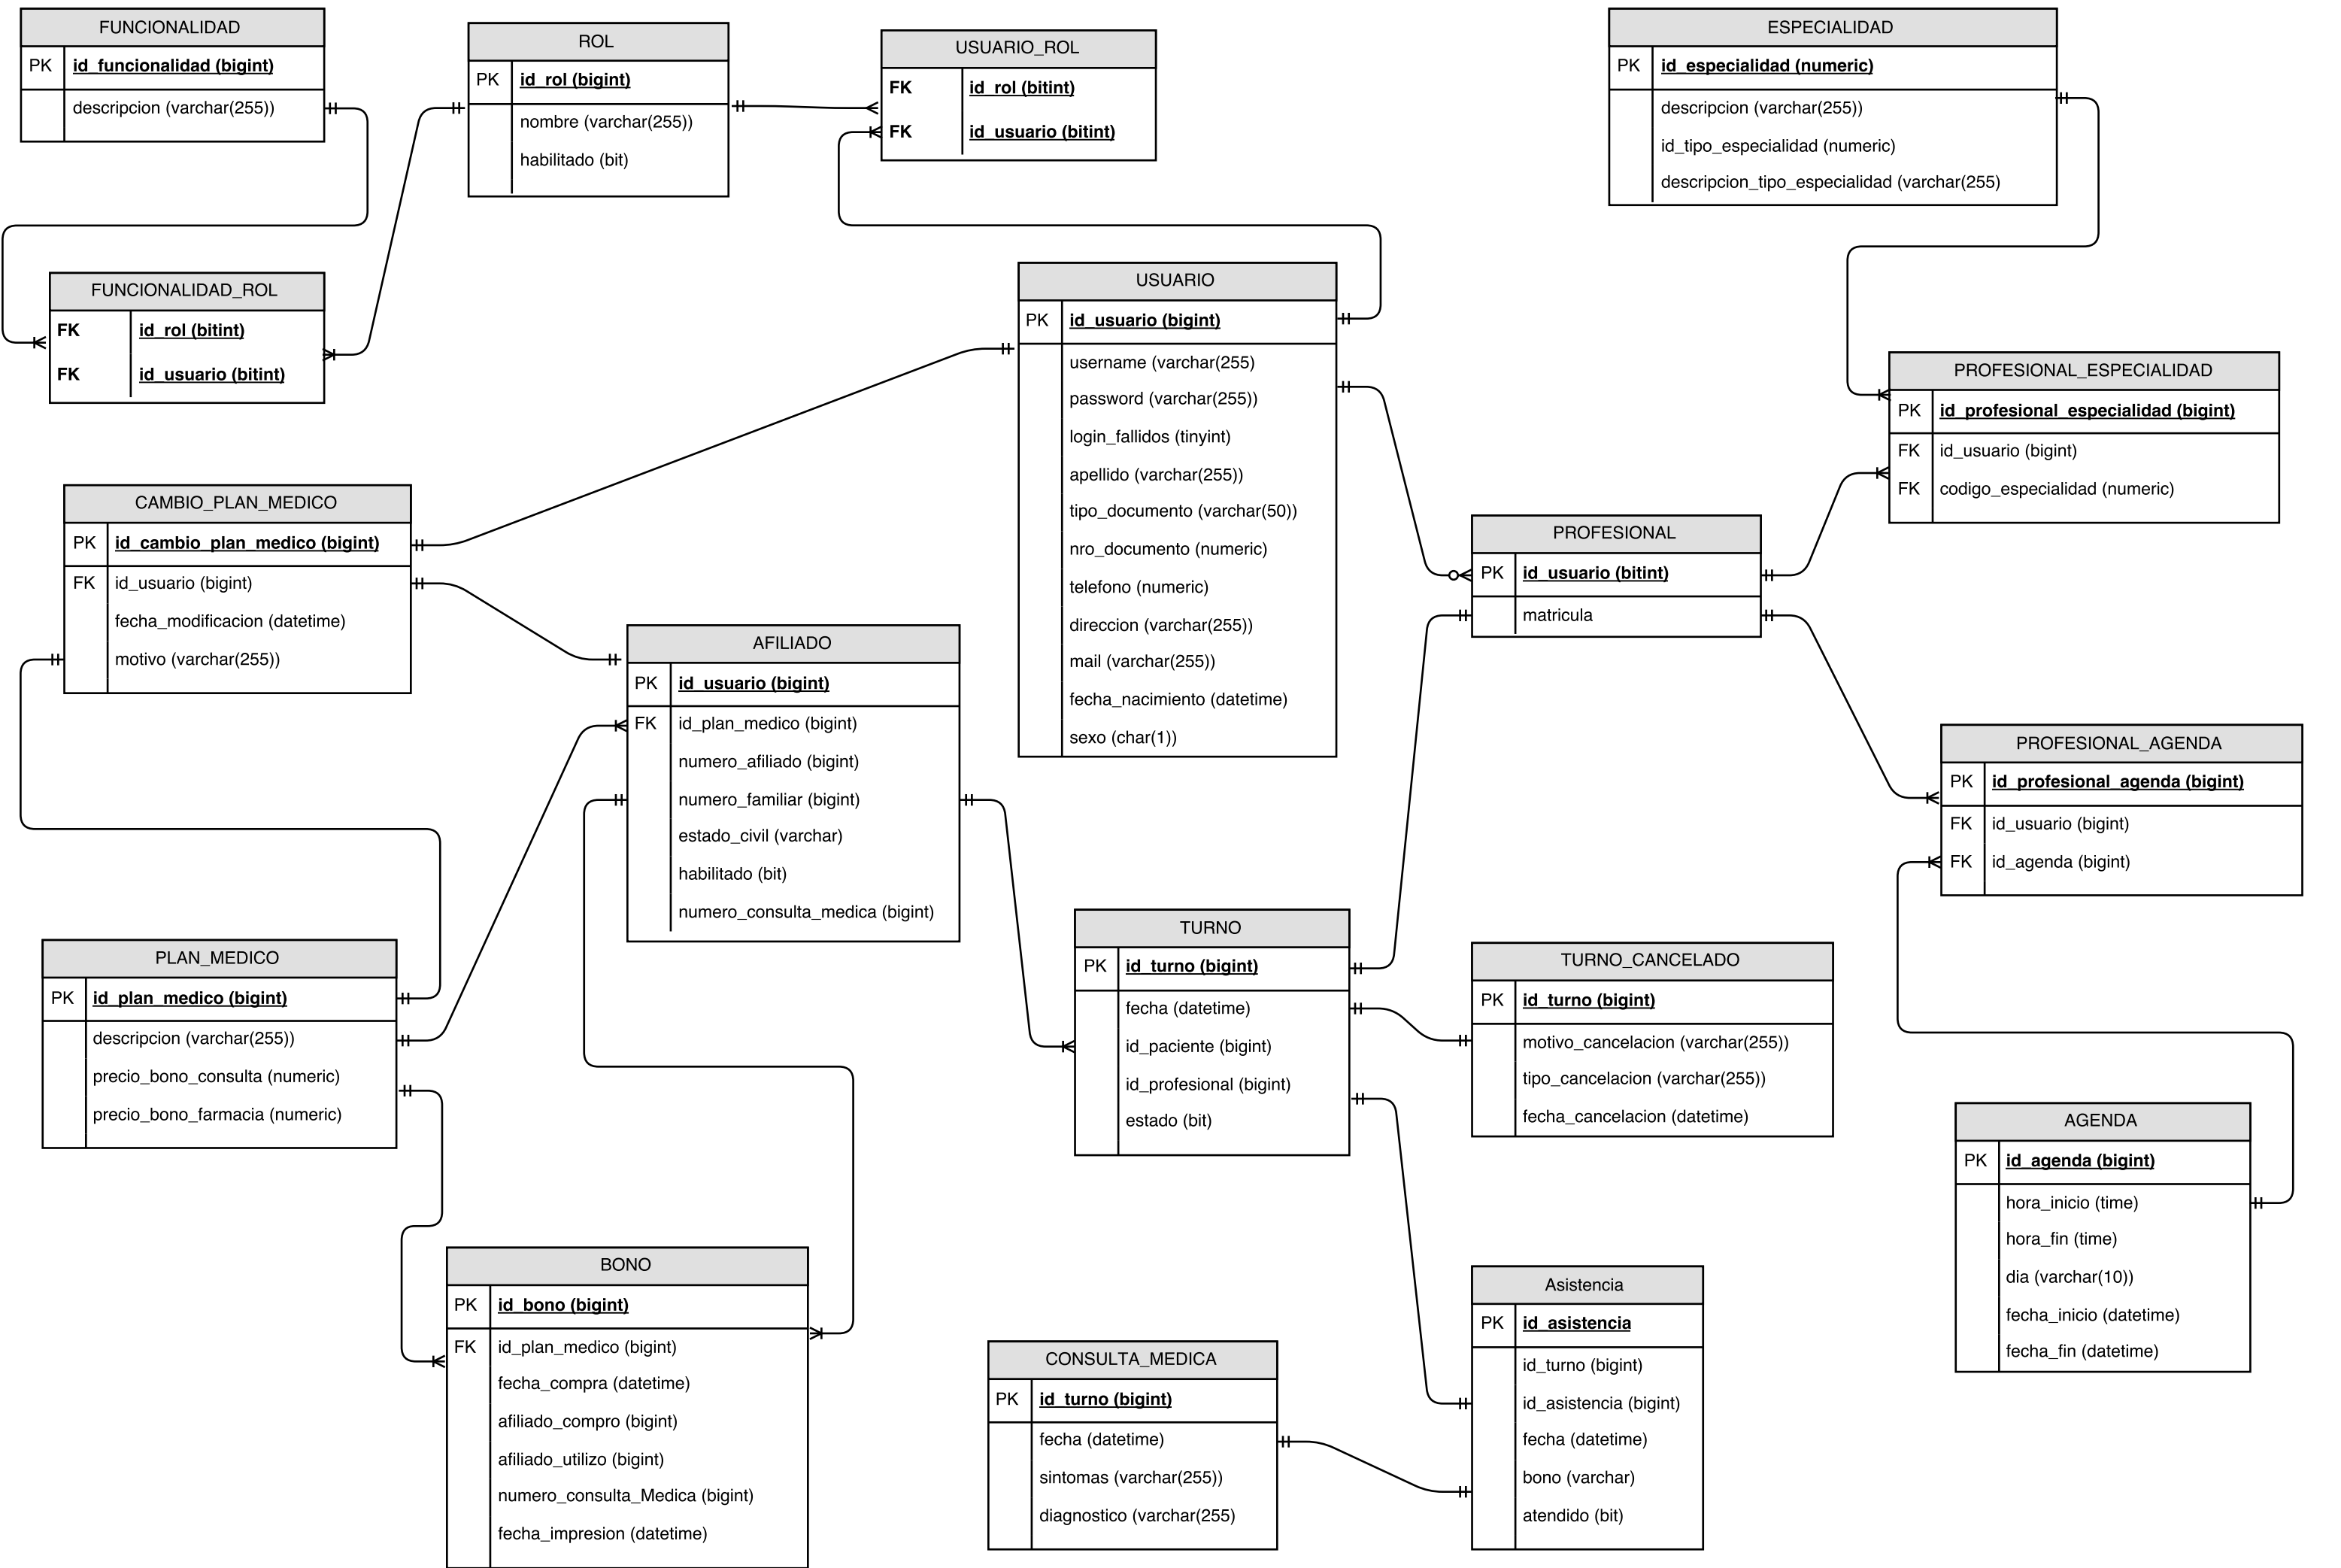 FUNCIONALIDAD
PK id_funcionalidad (bigint)
descripcion (varchar(255))
ROL
PK id_rol (bigint)
nombre (varchar(255))
habilitado (bit)
USUARIO_ROL
FK id_rol (bitint)
FK id_usuario (bitint)
ESPECIALIDAD
PK id_especialidad (numeric)
descripcion (varchar(255))
id_tipo_especialidad (numeric)
descripcion_tipo_especialidad (varchar(255)
FUNCIONALIDAD_ROL
FK id_rol (bitint)
FK id_usuario (bitint)
USUARIO
PK id_usuario (bigint)
username (varchar(255)
password (varchar(255))
login_fallidos (tinyint)
apellido (varchar(255))
tipo_documento (varchar(50))
nro_documento (numeric)
telefono (numeric)
direccion (varchar(255))
mail (varchar(255))
fecha_nacimiento (datetime)
sexo (char(1))
PROFESIONAL_ESPECIALIDAD
PK id_profesional_especialidad (bigint)
FK id_usuario (bigint)
FK codigo_especialidad (numeric)
CAMBIO_PLAN_MEDICO
PK id_cambio_plan_medico (bigint)
FK id_usuario (bigint)
fecha_modificacion (datetime)
motivo (varchar(255))
PROFESIONAL
PK id_usuario (bitint)
matricula
AFILIADO
PK id_usuario (bigint)
FK id_plan_medico (bigint)
numero_afiliado (bigint)
numero_familiar (bigint)
estado_civil (varchar)
habilitado (bit)
numero_consulta_medica (bigint)
PROFESIONAL_AGENDA
PK id_profesional_agenda (bigint)
FK id_usuario (bigint)
FK id_agenda (bigint)
PLAN_MEDICO
PK id_plan_medico (bigint)
descripcion (varchar(255))
precio_bono_consulta (numeric)
precio_bono_farmacia (numeric)
TURNO
PK id_turno (bigint)
fecha (datetime)
id_paciente (bigint)
id_profesional (bigint)
estado (bit)
TURNO_CANCELADO
PK id_turno (bigint)
motivo_cancelacion (varchar(255))
tipo_cancelacion (varchar(255))
fecha_cancelacion (datetime)
AGENDA
PK id_agenda (bigint)
hora_inicio (time)
hora_fin (time)
dia (varchar(10))
fecha_inicio (datetime)
fecha_fin (datetime)
BONO
PK id_bono (bigint)
FK id_plan_medico (bigint)
fecha_compra (datetime)
afiliado_compro (bigint)
afiliado_utilizo (bigint)
numero_consulta_Medica (bigint)
fecha_impresion (datetime)
CONSULTA_MEDICA
PK id_turno (bigint)
fecha (datetime)
sintomas (varchar(255))
diagnostico (varchar(255)
Asistencia
PK id_asistencia
id_turno (bigint)
id_asistencia (bigint)
fecha (datetime)
bono (varchar)
atendido (bit)